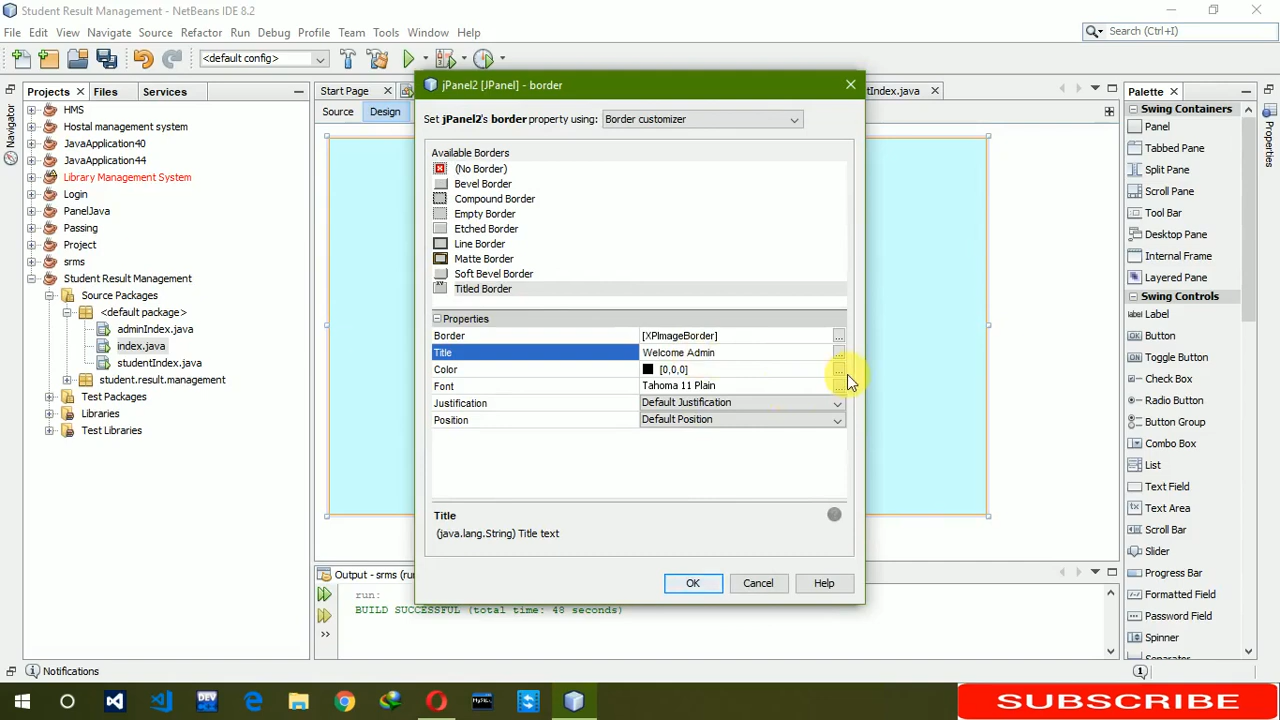 Student Result Management - NetBeans IDE 8.2
File Edit View Navigate Source Refactor Run Debug Profile Team Tools Window Help
Search (Ctrl+I)
<default config>
Projects Files Services
Navigator
HMS
Hostal management system
JavaApplication40
JavaApplication44
Library Management System
Login
PanelJava
Passing
Project
srms
Student Result Management
Source Packages
<default package>
adminIndex.java
index.java
studentIndex.java
student.result.management
Test Packages
Libraries
Test Libraries
Start Page
Index.java
Source Design
jPanel2 [JPanel] - border
Set jPanel2's border property using: Border customizer
Available Borders
(No Border)
Bevel Border
Compound Border
Empty Border
Etched Border
Line Border
Matte Border
Soft Bevel Border
Titled Border
Properties
Border [XPImageBorder] ...
Title Welcome Admin ...
Color [0,0,0] ...
Font Tahoma 11 Plain ...
Justification Default Justification
Position Default Position
Title
(java.lang.String) Title text
OK Cancel Help
Output - srms (run
run:
BUILD SUCCESSFUL (total time: 48 seconds)
Palette
Swing Containers
Panel
Tabbed Pane
Split Pane
Scroll Pane
Tool Bar
Desktop Pane
Internal Frame
Layered Pane
Swing Controls
Label
Button
Toggle Button
Check Box
Radio Button
Button Group
Combo Box
List
Text Field
Text Area
Scroll Bar
Slider
Progress Bar
Formatted Field
Password Field
Spinner
Separator
Properties
Notifications
1
DEV
SUBSCRIBE